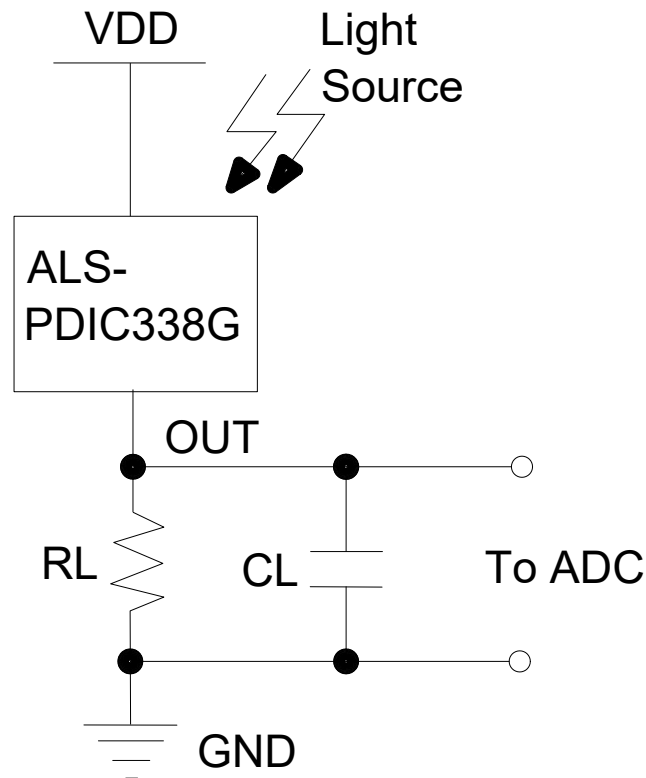 VDD
Light
Source
ALS-
PDIC338G
OUT
RL
CL
To ADC
GND